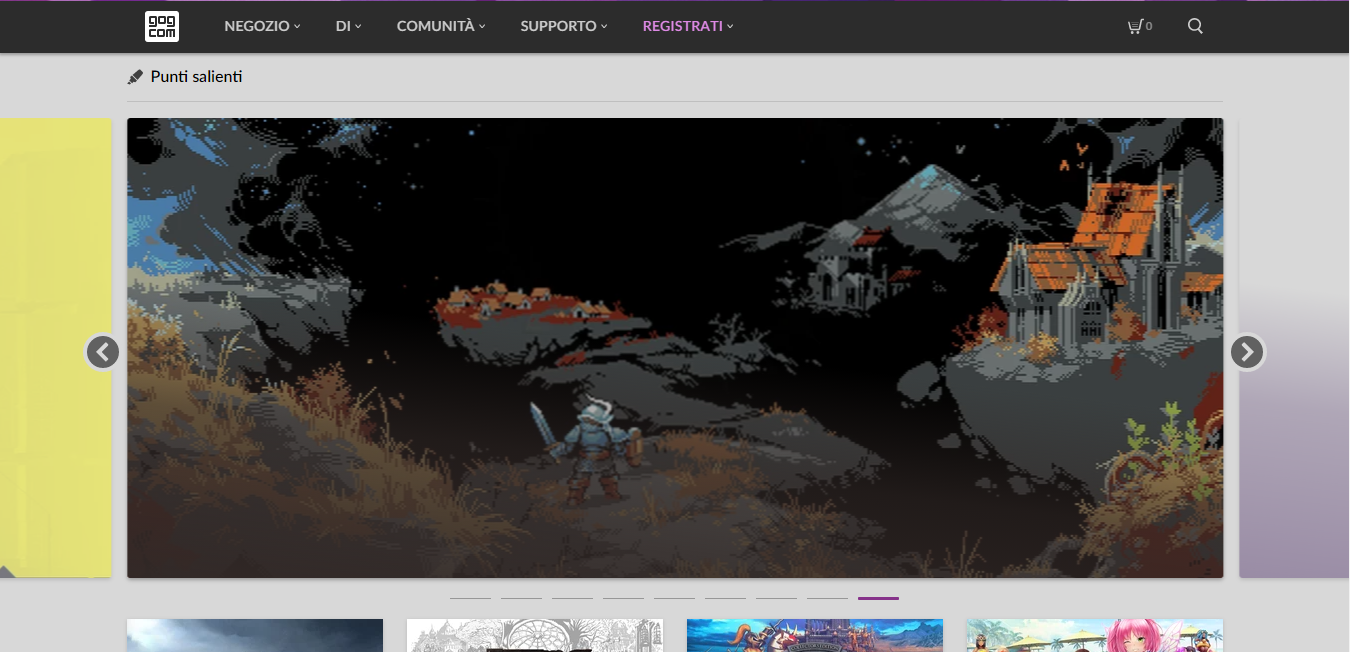 gog
com
NEGOZIO
DI
COMUNITÀ
SUPPORTO
REGISTRATI
0
Punti salienti